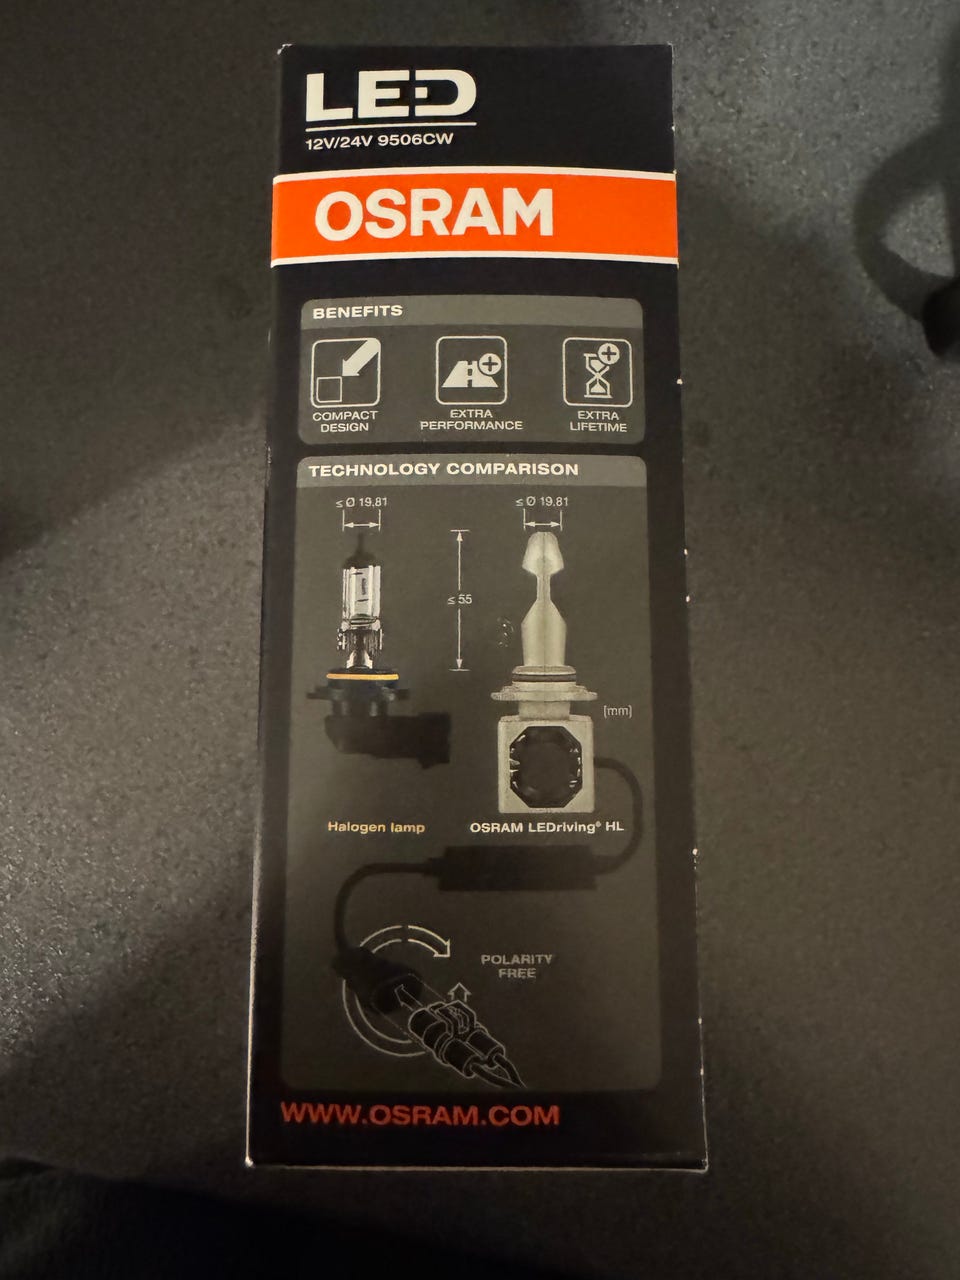 LED
12V/24V 9506CW
OSRAM
BENEFITS
COMPACT
DESIGN
EXTRA
PERFORMANCE
EXTRA
LIFETIME
TECHNOLOGY COMPARISON
≤ Ø 19,81
≤ Ø 19,81
≤ 55
[mm]
Halogen lamp
OSRAM LEDriving® HL
POLARITY
FREE
WWW.OSRAM.COM